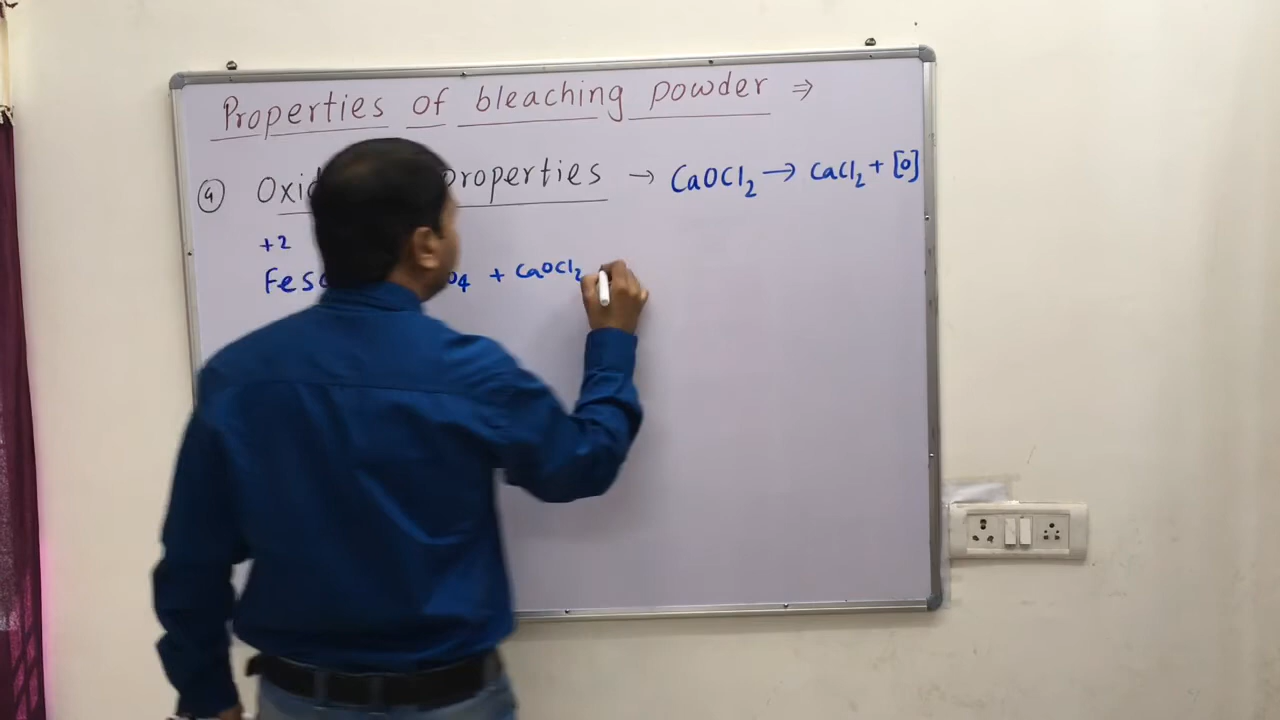 Properties of bleaching powder ⇒
④ Oxid properties → CaOCl₂ → CaCl₂ + [O]
+2
FeS O₄ + CaOCl₂